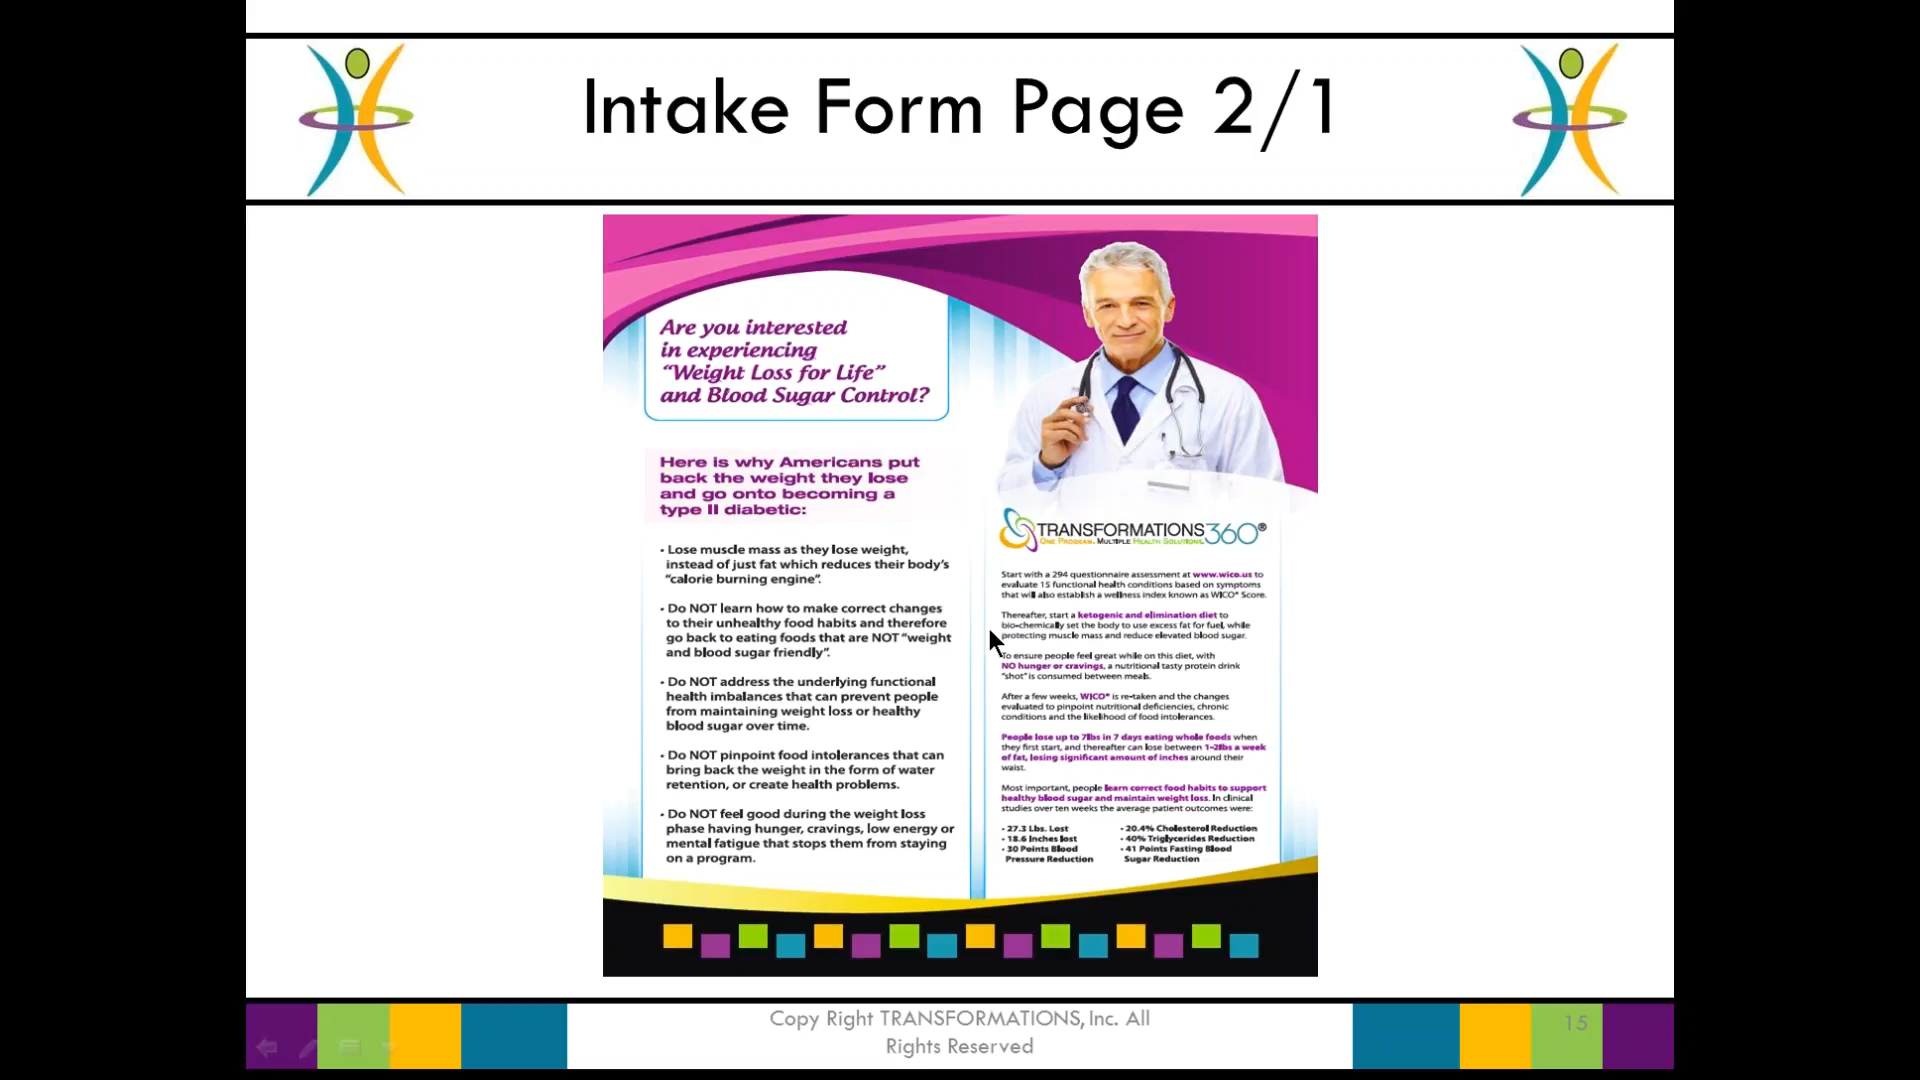 Intake Form Page 2/1
Are you interested
in experiencing
“Weight Loss for Life”
and Blood Sugar Control?
Here is why Americans put
back the weight they lose
and go onto becoming a
type II diabetic:
• Lose muscle mass as they lose weight,
instead of just fat which reduces their body’s
“calorie burning engine”.
• Do NOT learn how to make correct changes
to their unhealthy food habits and therefore
go back to eating foods that are NOT “weight
and blood sugar friendly”.
• Do NOT address the underlying functional
health imbalances that can prevent people
from maintaining weight loss or healthy
blood sugar over time.
• Do NOT pinpoint food intolerances that can
bring back the weight in the form of water
retention, or create health problems.
• Do NOT feel good during the weight loss
phase having hunger, cravings, low energy or
mental fatigue that stops them from staying
on a program.
TRANSFORMATIONS360®
ONE PROGRAM. MULTIPLE HEALTH SOLUTIONS.
Start with a 294 questionnaire assessment at www.wico.us to
evaluate 15 functional health conditions based on symptoms
that will also establish a wellness index known as WICO® Score.
Thereafter, start a ketogenic and elimination diet to
bio-chemically set the body to use excess fat for fuel, while
protecting muscle mass and reduce elevated blood sugar.
To ensure people feel great while on this diet, with
NO hunger or cravings, a nutritional tasty protein drink
“shot” is consumed between meals.
After a few weeks, WICO® is re-taken and the changes
evaluated to pinpoint nutritional deficiencies, chronic
conditions and the likelihood of food intolerances.
People lose up to 7lbs in 7 days eating whole foods when
they first start, and thereafter can lose between 1-2lbs a week
of fat, losing significant amount of inches around their
waist.
Most important, people learn correct food habits to support
healthy blood sugar and maintain weight loss. In clinical
studies over ten weeks the average patient outcomes were:
• 27.3 Lbs. Lost
• 18.6 Inches lost
• 30 Points Blood
Pressure Reduction
• 20.4% Cholesterol Reduction
• 40% Triglycerides Reduction
• 41 Points Fasting Blood
Sugar Reduction
Copy Right TRANSFORMATIONS, Inc. All
Rights Reserved
15